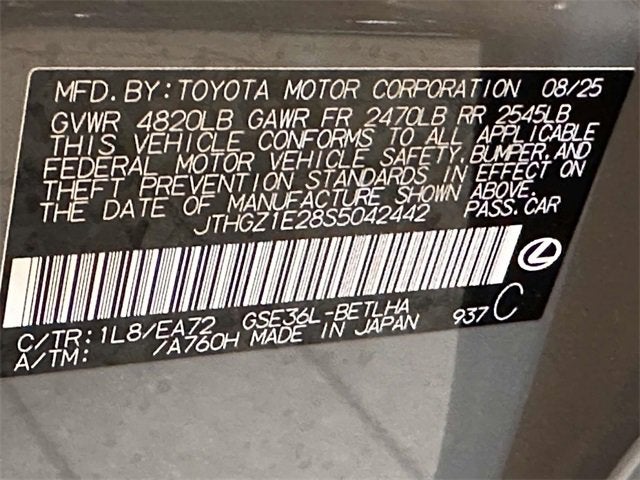 MFD. BY: TOYOTA MOTOR CORPORATION 08/25
GVWR 4820LB GAWR FR 2470LB RR 2545LB
THIS VEHICLE CONFORMS TO ALL APPLICABLE
FEDERAL MOTOR VEHICLE SAFETY, BUMPER, AND
THEFT PREVENTION STANDARDS IN EFFECT ON
THE DATE OF MANUFACTURE SHOWN ABOVE.
JTHGZ1E28S5042442 PASS. CAR
C/TR: 1L8/EA72 GSE36L-BETLHA 937 C
A/TM: /A760H MADE IN JAPAN